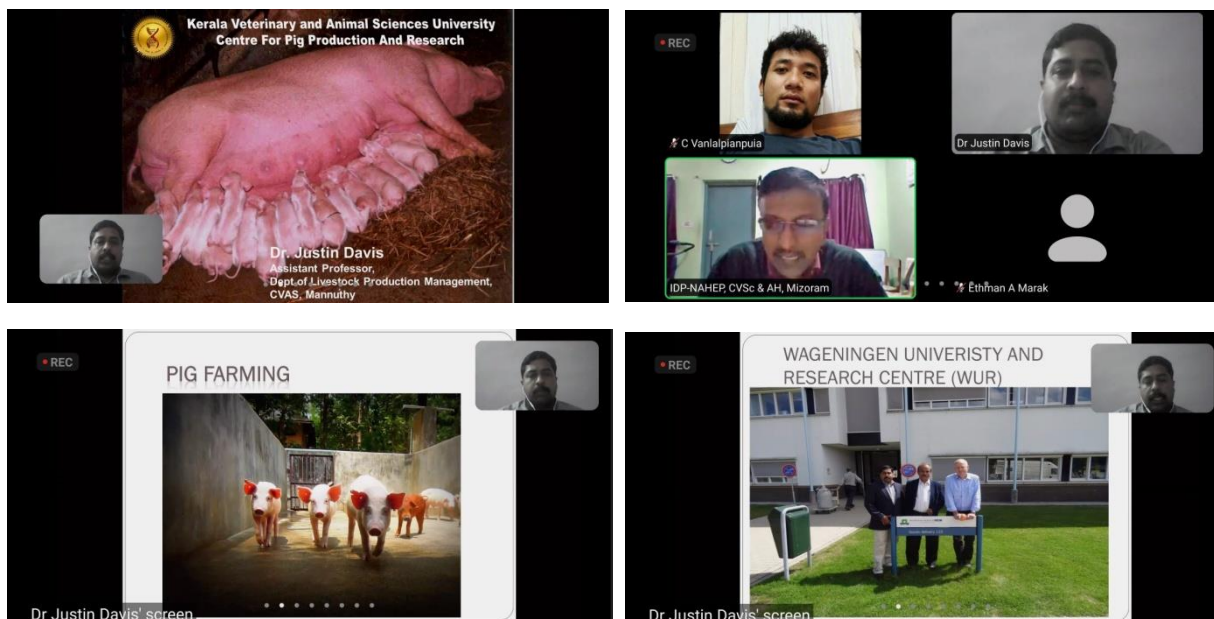 Kerala Veterinary and Animal Sciences University
Centre For Pig Production And Research
Dr. Justin Davis
Assistant Professor,
Dept.of Livestock Production Management,
CVAS, Mannuthy
REC
C Vanlalpianpuia
Dr Justin Davis
IDP-NAHEP, CVSc & AH, Mizoram
Ethman A Marak
REC
PIG FARMING
Dr Justin Davis' screen
REC
WAGENINGEN UNIVERISTY AND
RESEARCH CENTRE (WUR)
Dr Justin Davis' screen